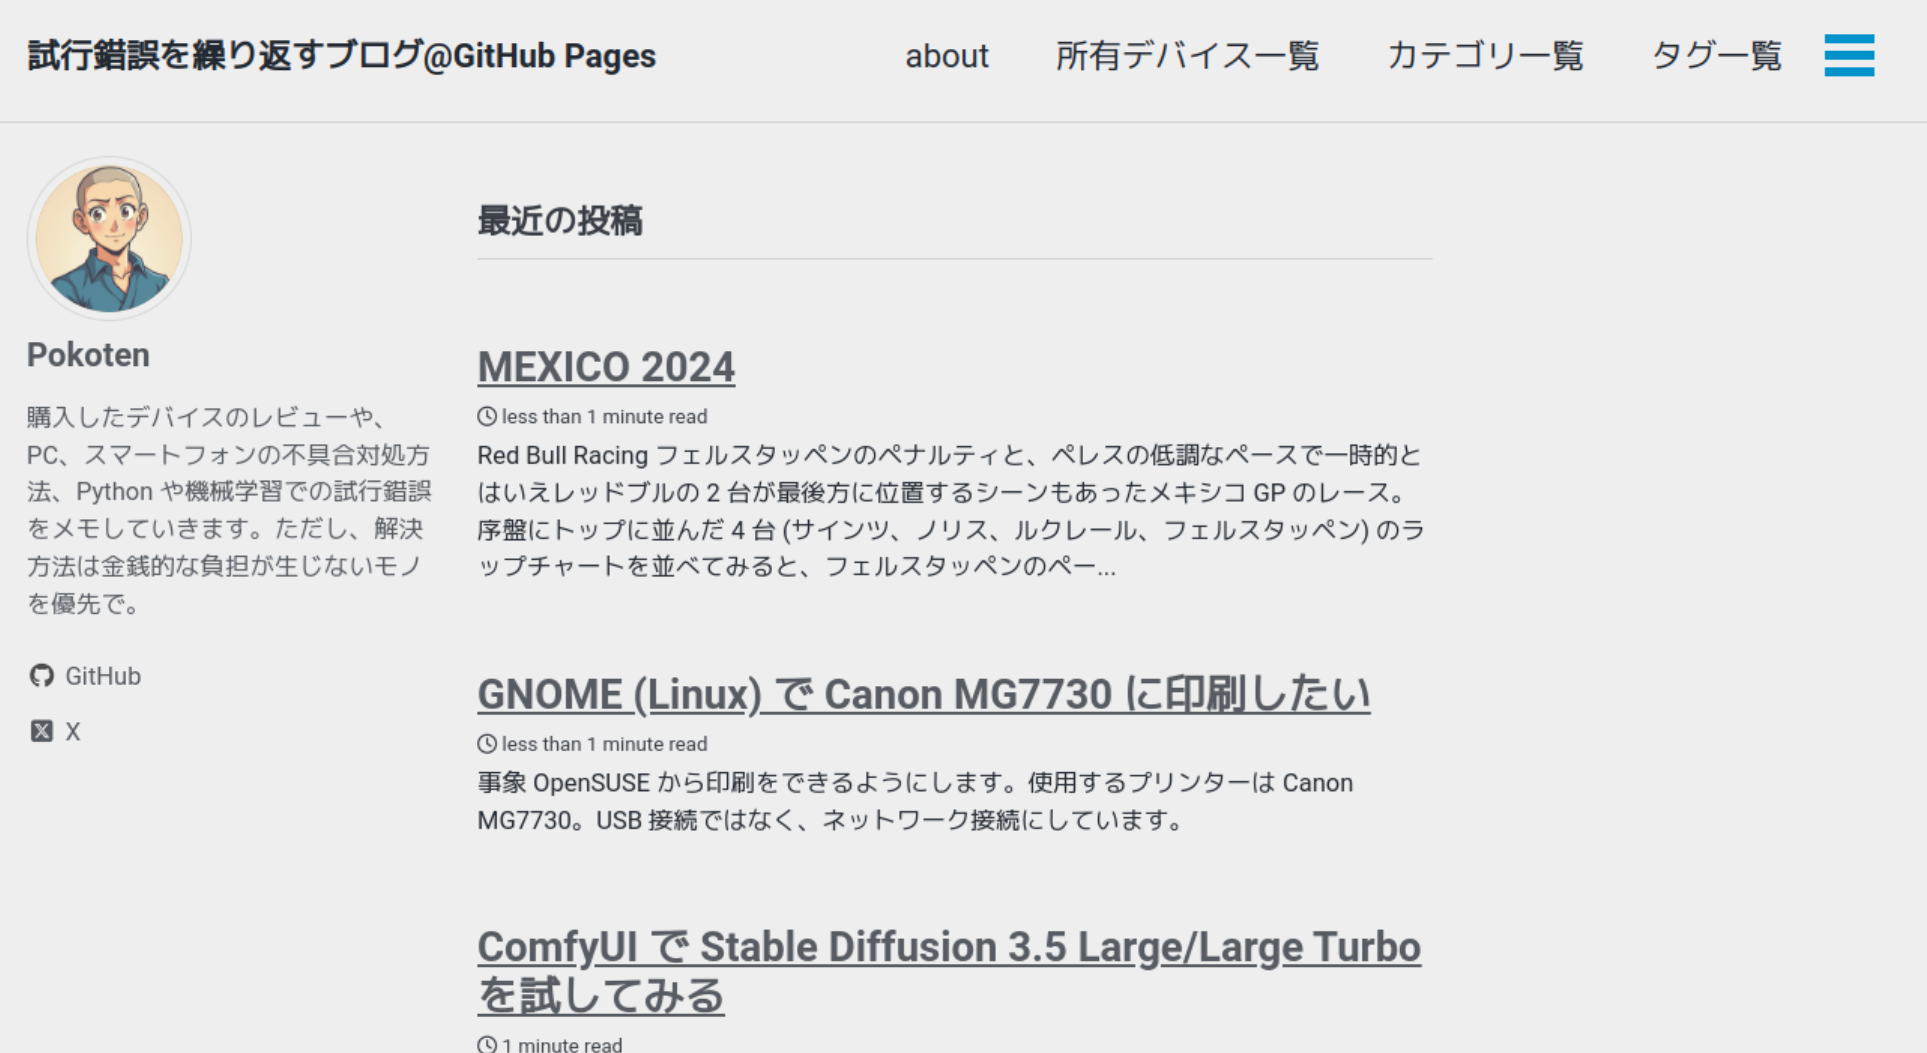 試行錯誤を繰り返すブログ@GitHub Pages
about
所有デバイス一覧
カテゴリ一覧
タグ一覧
Pokoten
購入したデバイスのレビューや、
PC、スマートフォンの不具合対処方
法、Python や機械学習での試行錯誤
をメモしていきます。ただし、解決
方法は金銭的な負担が生じないモノ
を優先で。
GitHub
X
最近の投稿
MEXICO 2024
less than 1 minute read
Red Bull Racing フェルスタッペンのペナルティと、ペレスの低調なペースで一時的と
はいえレッドブルの 2 台が最後方に位置するシーンもあったメキシコ GP のレース。
序盤にトップに並んだ 4 台 (サインツ、ノリス、ルクレール、フェルスタッペン) のラ
ップチャートを並べてみると、フェルスタッペンのペー...
GNOME (Linux) で Canon MG7730 に印刷したい
less than 1 minute read
事象 OpenSUSE から印刷をできるようにします。使用するプリンターは Canon
MG7730。USB 接続ではなく、ネットワーク接続にしています。
ComfyUI で Stable Diffusion 3.5 Large/Large Turbo
を試してみる
1 minute read